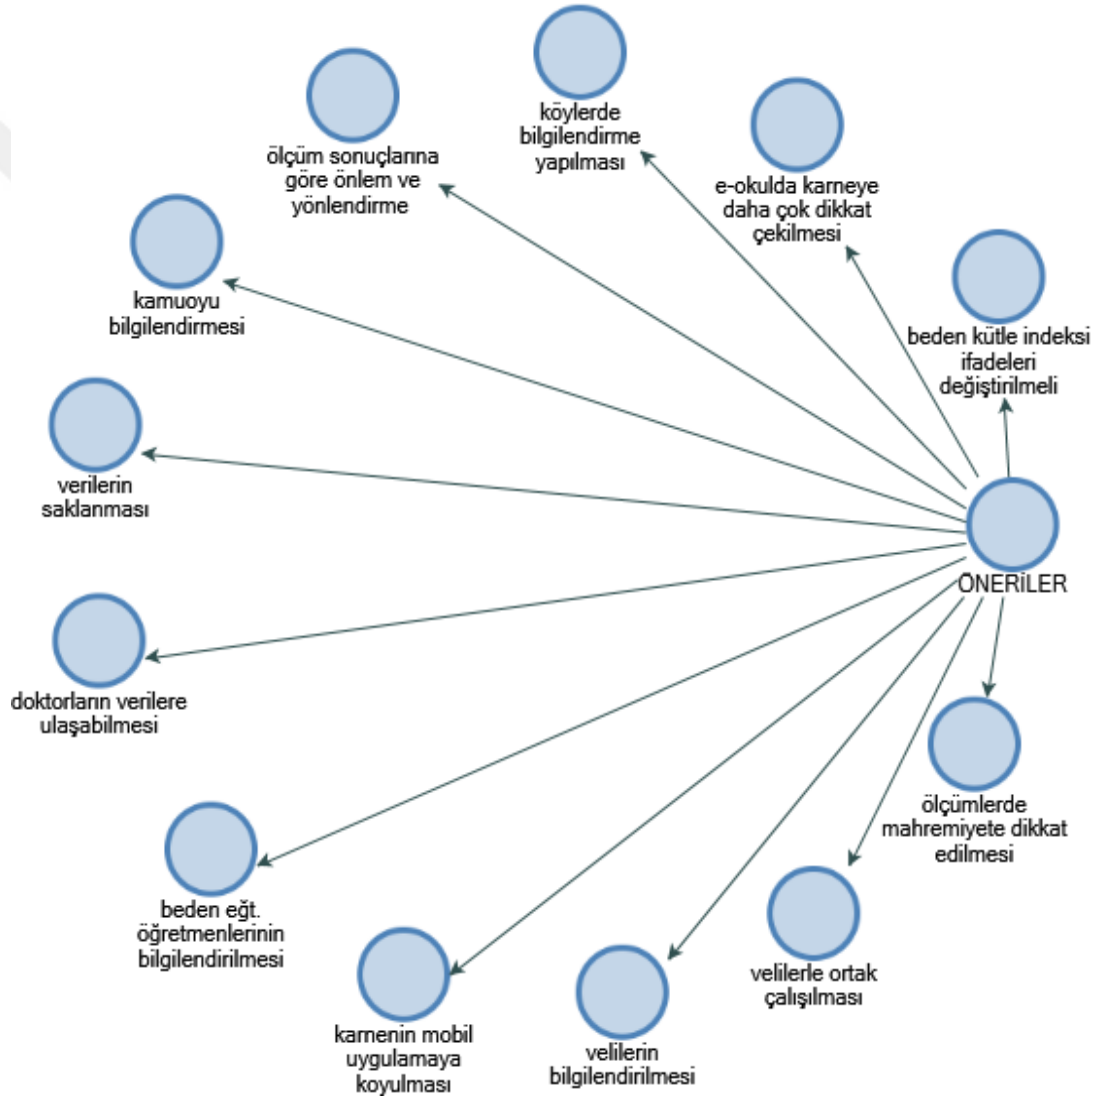 köylerde
bilgilendirme
yapılması
ölçüm sonuçlarına
göre önlem ve
yönlendirme
e-okulda karneye
daha çok dikkat
çekilmesi
kamuoyu
bilgilendirmesi
beden kütle indeksi
ifadeleri
değiştirilmeli
verilerin
saklanması
ÖNERİLER
doktorların verilere
ulaşabilmesi
ölçümlerde
mahremiyete dikkat
edilmesi
beden eğt.
öğretmenlerinin
bilgilendirilmesi
velilerle ortak
çalışılması
karnenin mobil
uygulamaya
koyulması
velilerin
bilgilendirilmesi